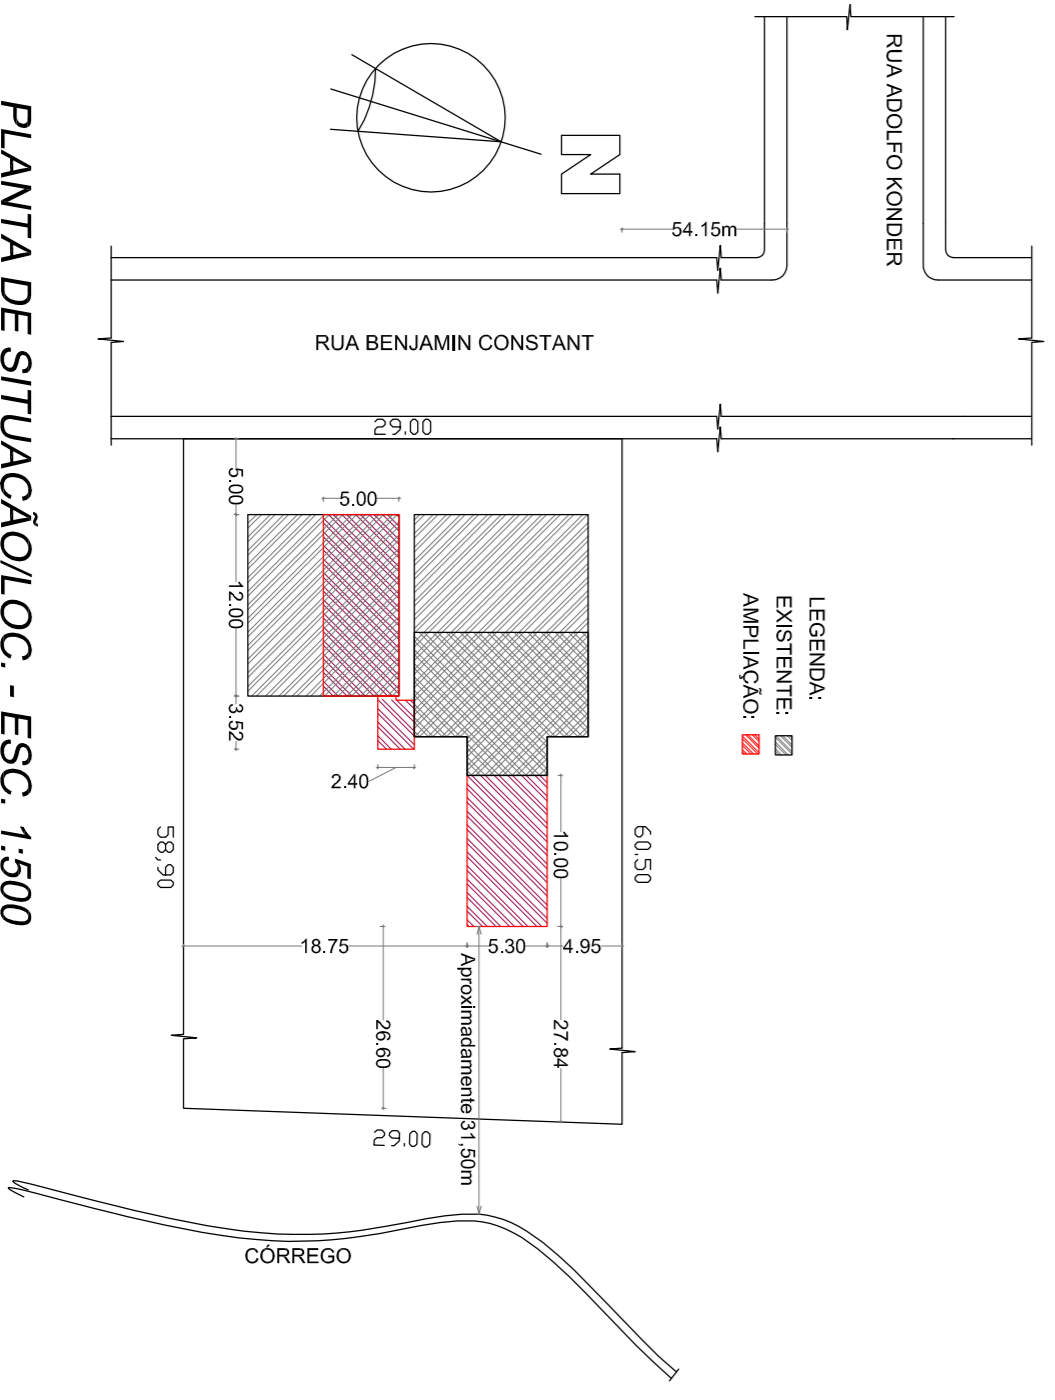 RUA ADOLFO KONDER
N
54.15m
RUA BENJAMIN CONSTANT
29.00
5.00
5.00
12.00
3.52
2.40
LEGENDA:
EXISTENTE:
AMPLIAÇÃO:
10.00
60.50
58,90
18.75
5.30
4.95
Aproximadamente 31,50m
26.60
27.84
29.00
CÓRREGO
PLANTA DE SITUACÃO/LOC. - ESC. 1:500